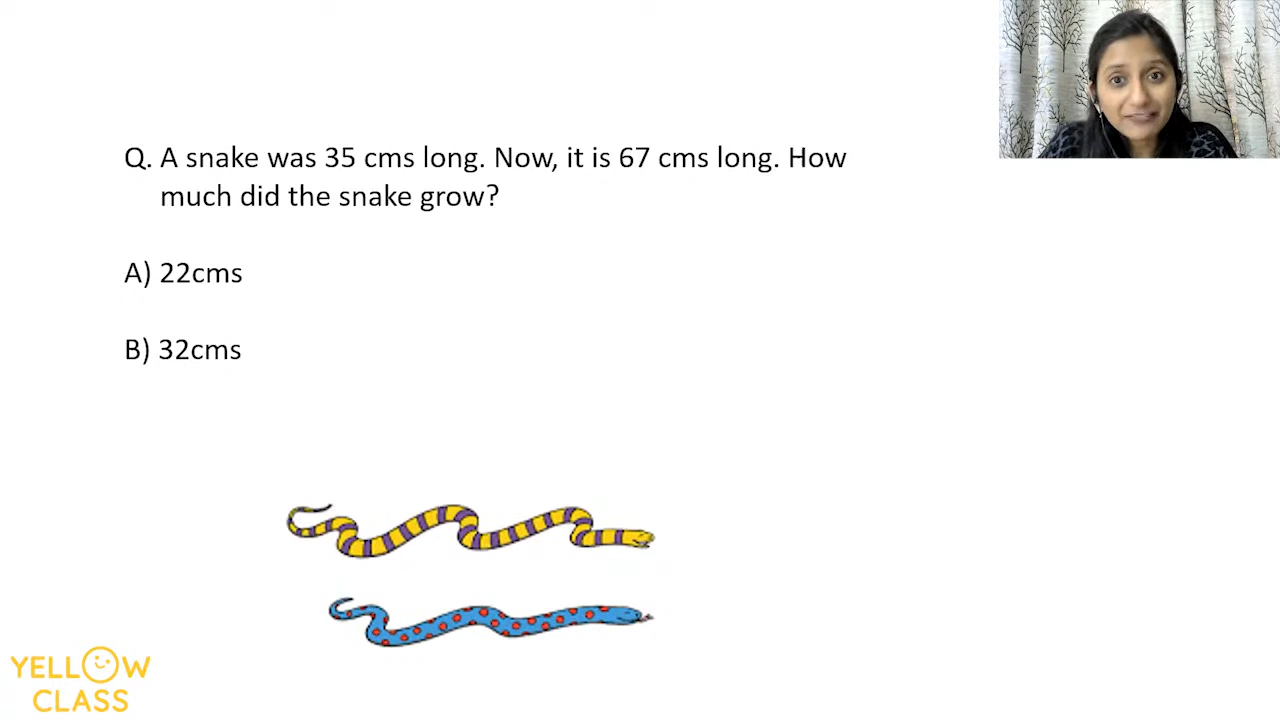 Q. A snake was 35 cms long. Now, it is 67 cms long. How
much did the snake grow?
A) 22cms
B) 32cms
YELLOW
CLASS